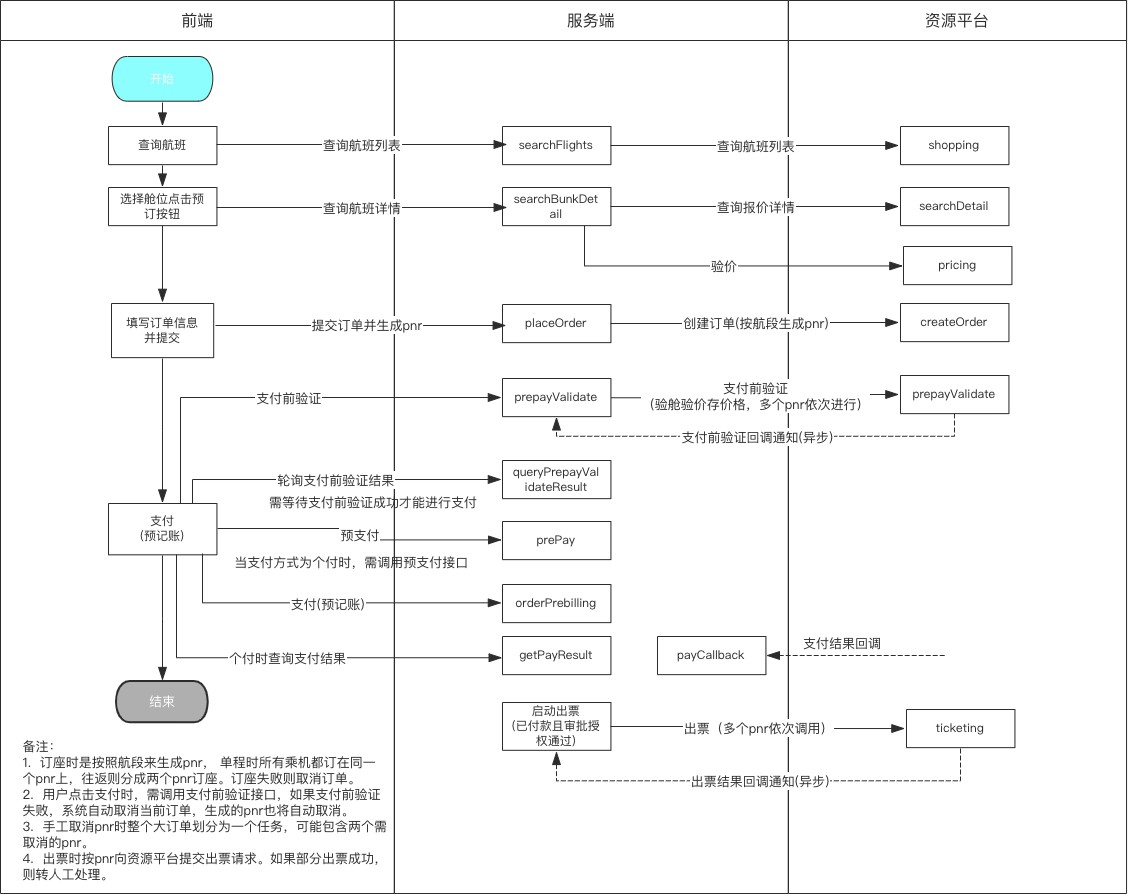 前端
服务端
资源平台
开始
查询航班
查询航班列表
searchFlights
查询航班列表
shopping
选择舱位点击预
订按钮
查询航班详情
searchBunkDet
ail
查询报价详情
searchDetail
验价
pricing
填写订单信息
并提交
提交订单并生成pnr
placeOrder
创建订单(按航段生成pnr)
createOrder
支付前验证
prepayValidate
支付前验证
(验舱验价存价格，多个pnr依次进行)
prepayValidate
支付前验证回调通知(异步)
轮询支付前验证结果
queryPrepayVal
idateResult
需等待支付前验证成功才能进行支付
支付
(预记账)
预支付
prePay
当支付方式为个付时，需调用预支付接口
支付(预记账)
orderPrebilling
个付时查询支付结果
getPayResult
payCallback
支付结果回调
结束
启动出票
(已付款且审批授
权通过)
出票（多个pnr依次调用）
ticketing
出票结果回调通知(异步)
备注：
1. 订座时是按照航段来生成pnr， 单程时所有乘机都订在同一
个pnr上，往返则分成两个pnr订座。订座失败则取消订单。
2. 用户点击支付时，需调用支付前验证接口，如果支付前验证
失败，系统自动取消当前订单，生成的pnr也将自动取消。
3. 手工取消pnr时整个大订单划分为一个任务，可能包含两个需
取消的pnr。
4. 出票时按pnr向资源平台提交出票请求。如果部分出票成功，
则转人工处理。